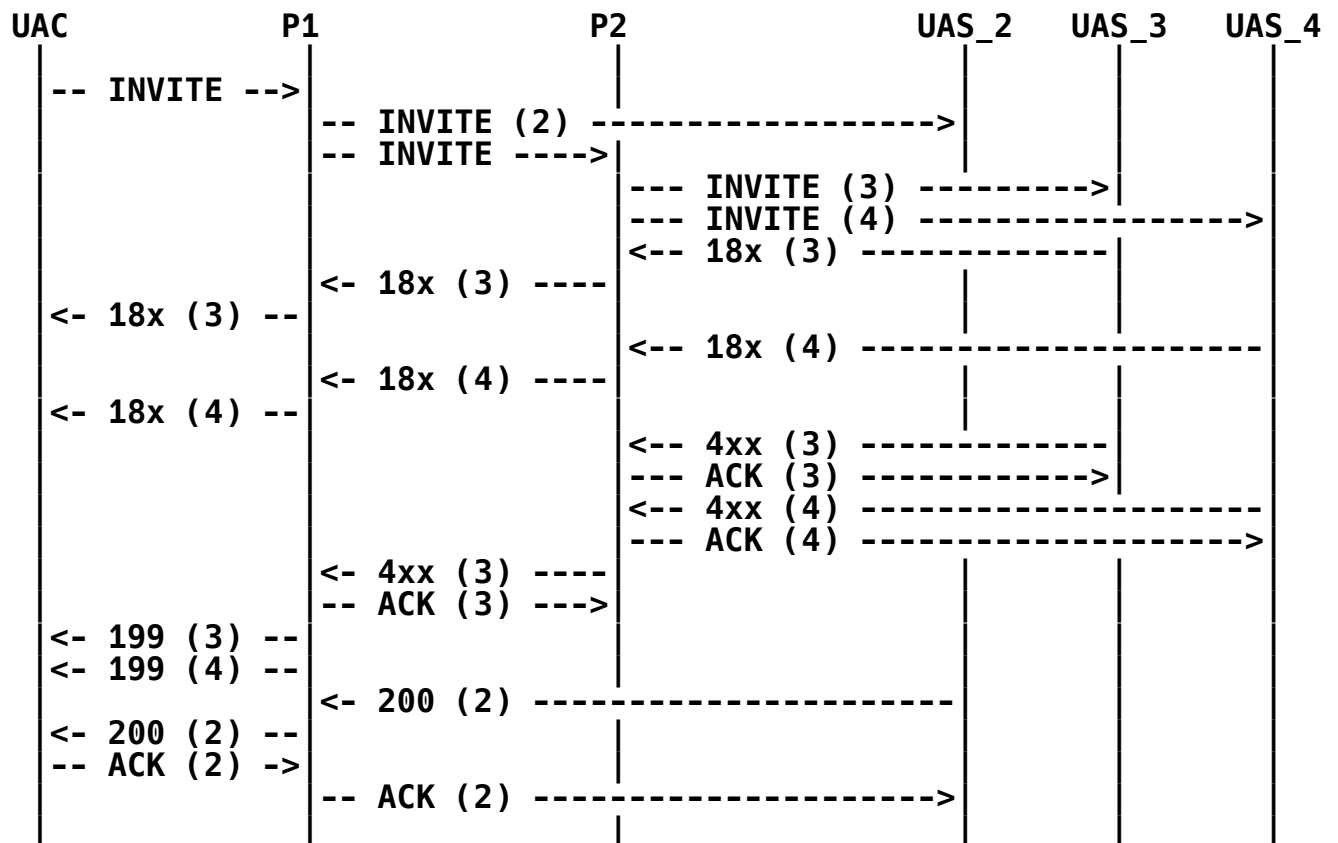 UAC P1 P2 UAS_2 UAS_3 UAS_4
-- INVITE -->
-- INVITE (2) ------------------>
-- INVITE ---->
--- INVITE (3) --------->
--- INVITE (4) ----------------->
<-- 18x (3) -------------
<- 18x (3) ----
<- 18x (3) --
<-- 18x (4) ---------------------
<- 18x (4) ----
<- 18x (4) --
<-- 4xx (3) -------------
--- ACK (3) ------------>
<-- 4xx (4) ---------------------
--- ACK (4) -------------------->
<- 4xx (3) ----
-- ACK (3) --->
<- 199 (3) --
<- 199 (4) --
<- 200 (2) ----------------------
<- 200 (2) --
-- ACK (2) ->
-- ACK (2) --------------------->